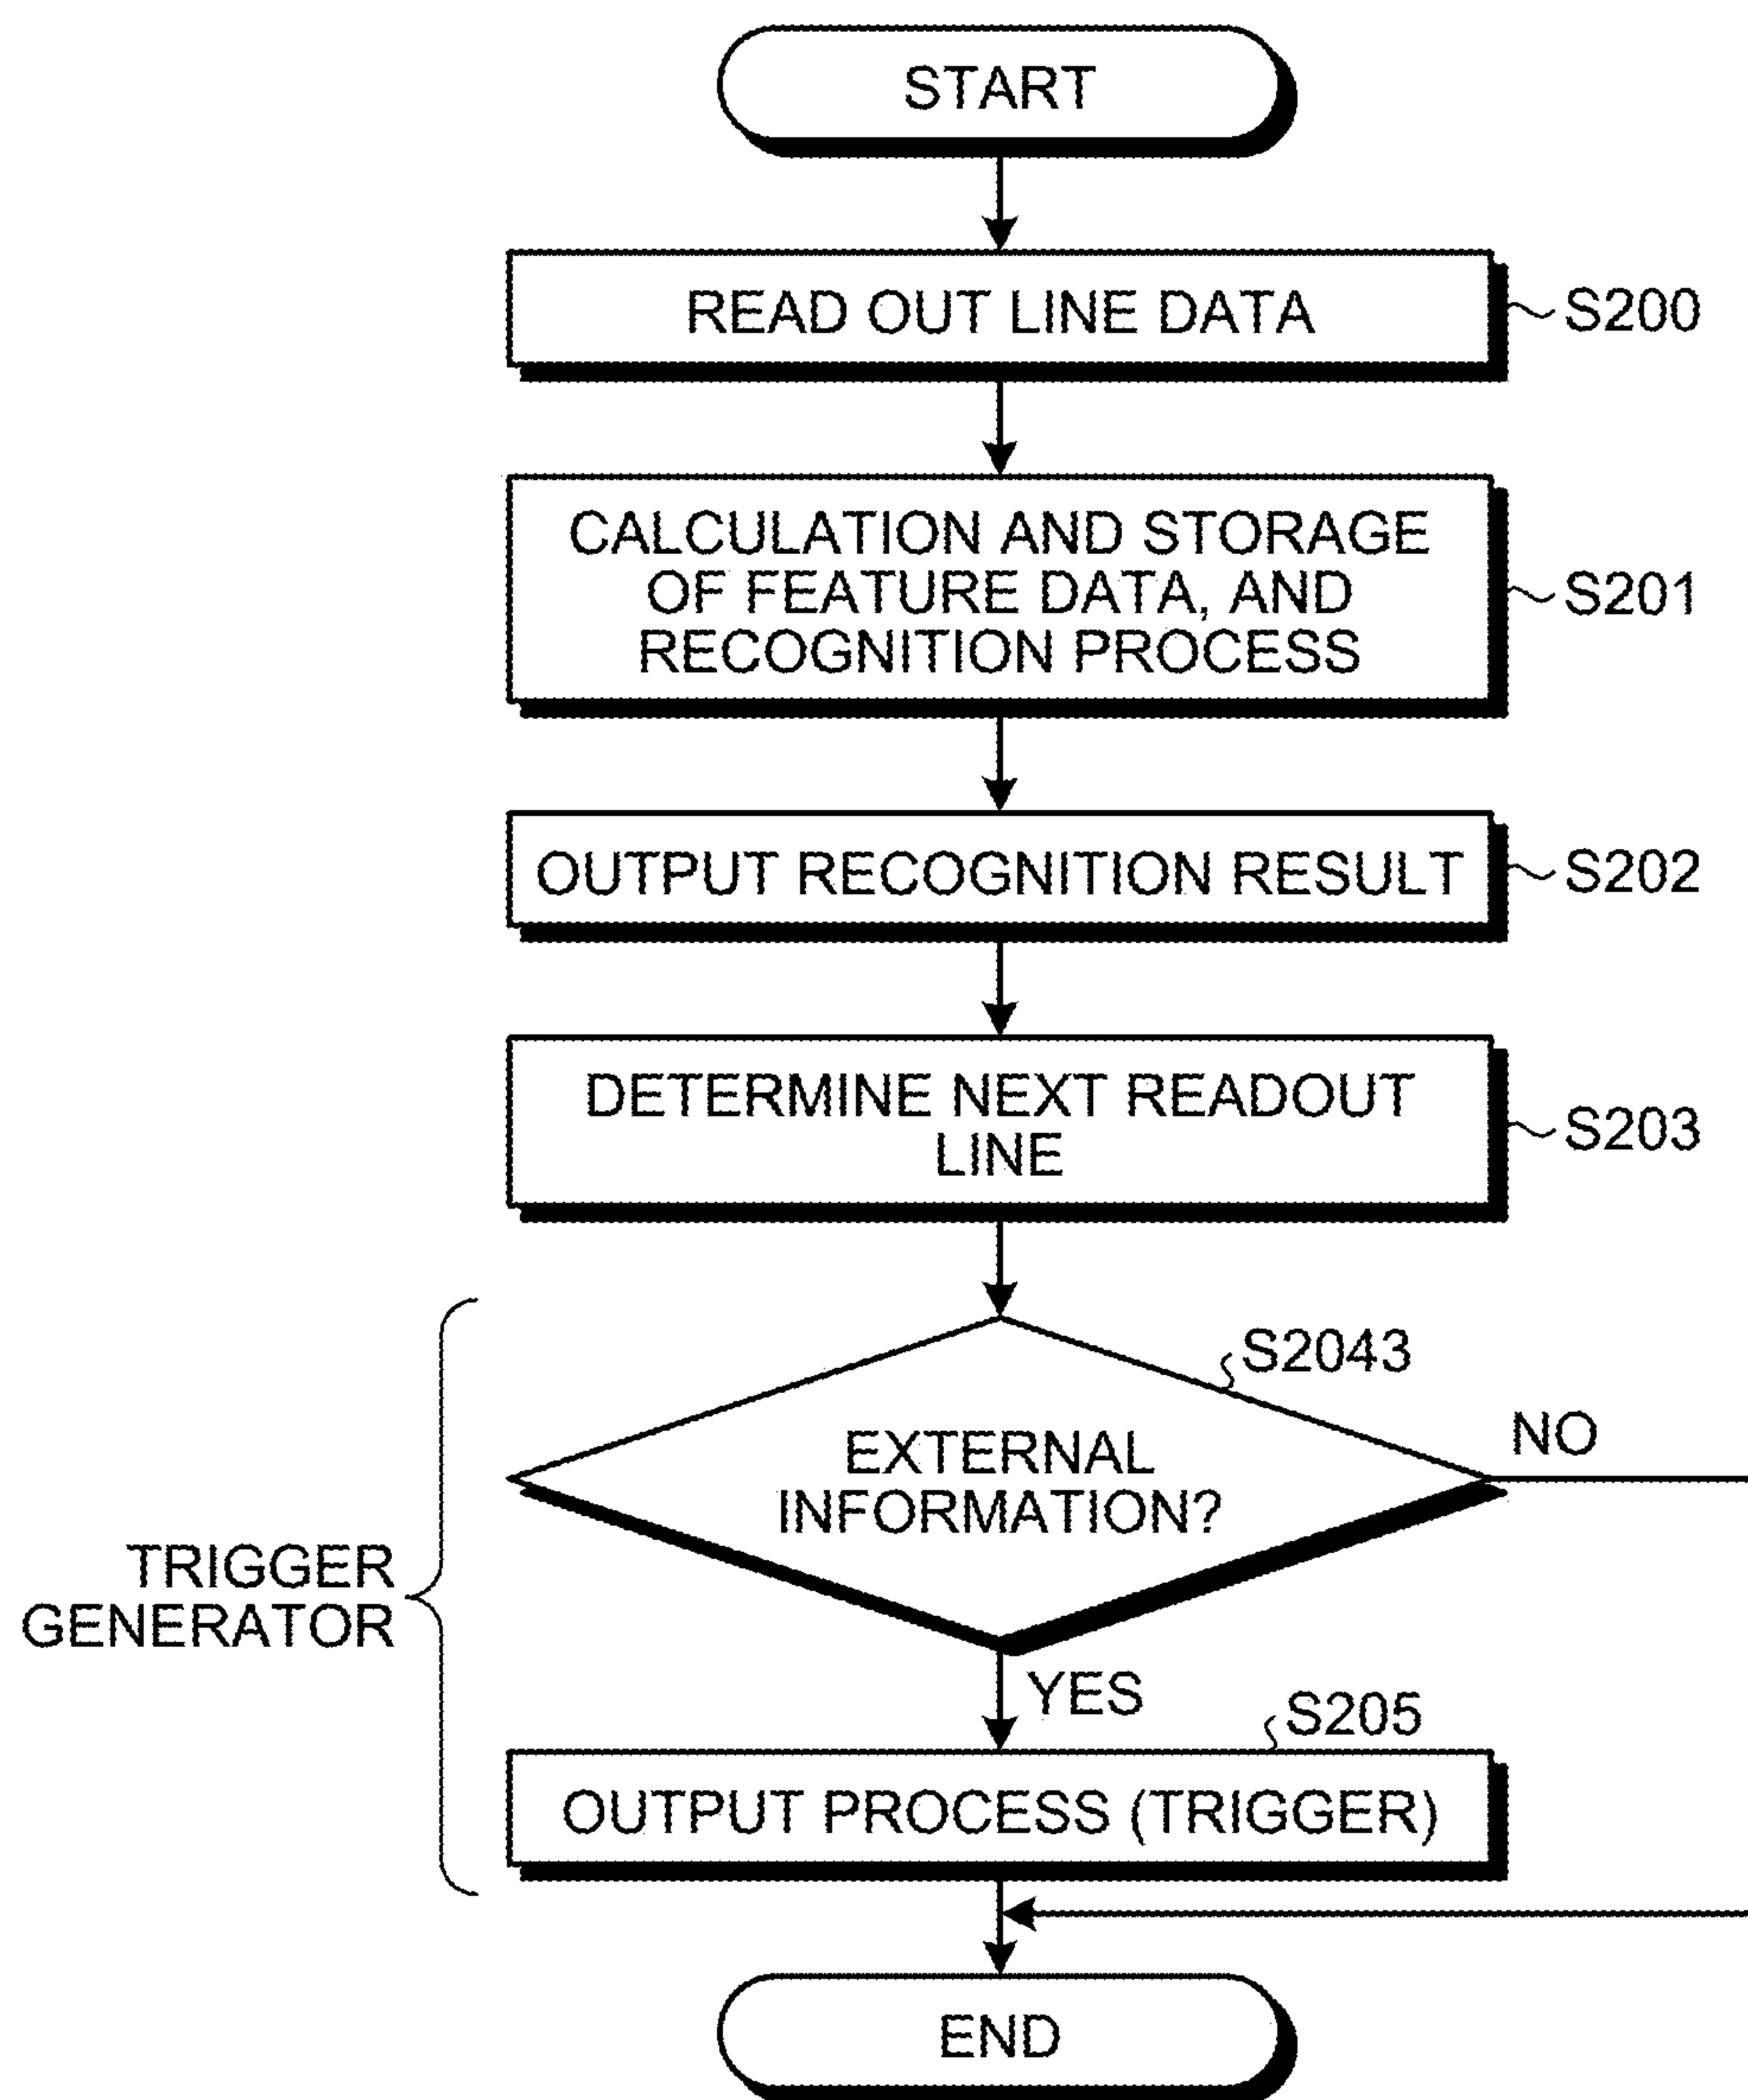 START
READ OUT LINE DATA
S200
CALCULATION AND STORAGE
OF FEATURE DATA, AND
RECOGNITION PROCESS
S201
OUTPUT RECOGNITION RESULT
S202
DETERMINE NEXT READOUT
LINE
S203
S2043
EXTERNAL
INFORMATION?
NO
TRIGGER
GENERATOR
YES
S205
OUTPUT PROCESS (TRIGGER)
END